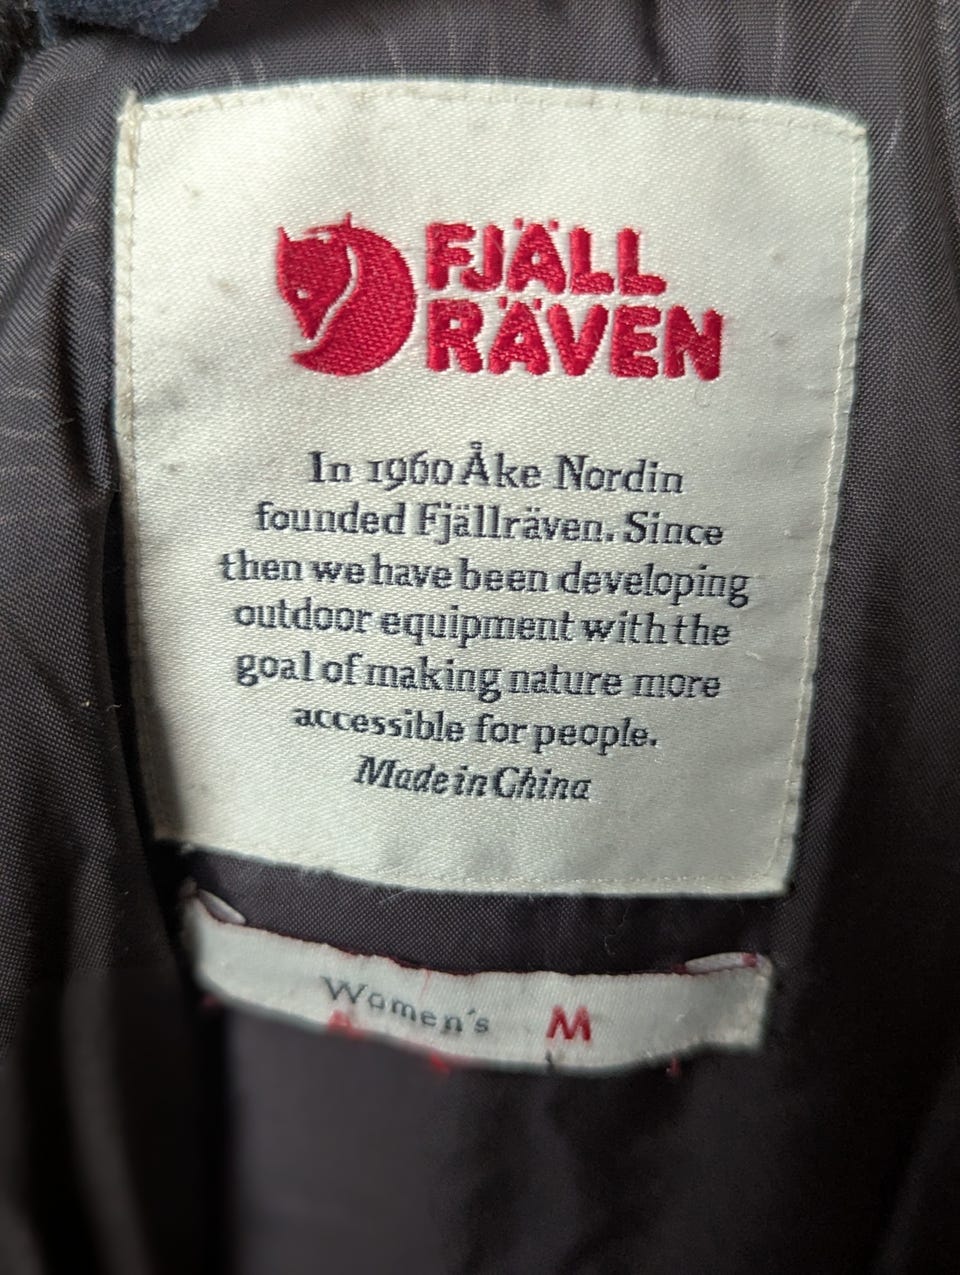 FJÄLL
RÄVEN
In 1960 Åke Nordin
founded Fjällräven. Since
then we have been developing
outdoor equipment with the
goal of making nature more
accessible for people.
Made in China
Women's M